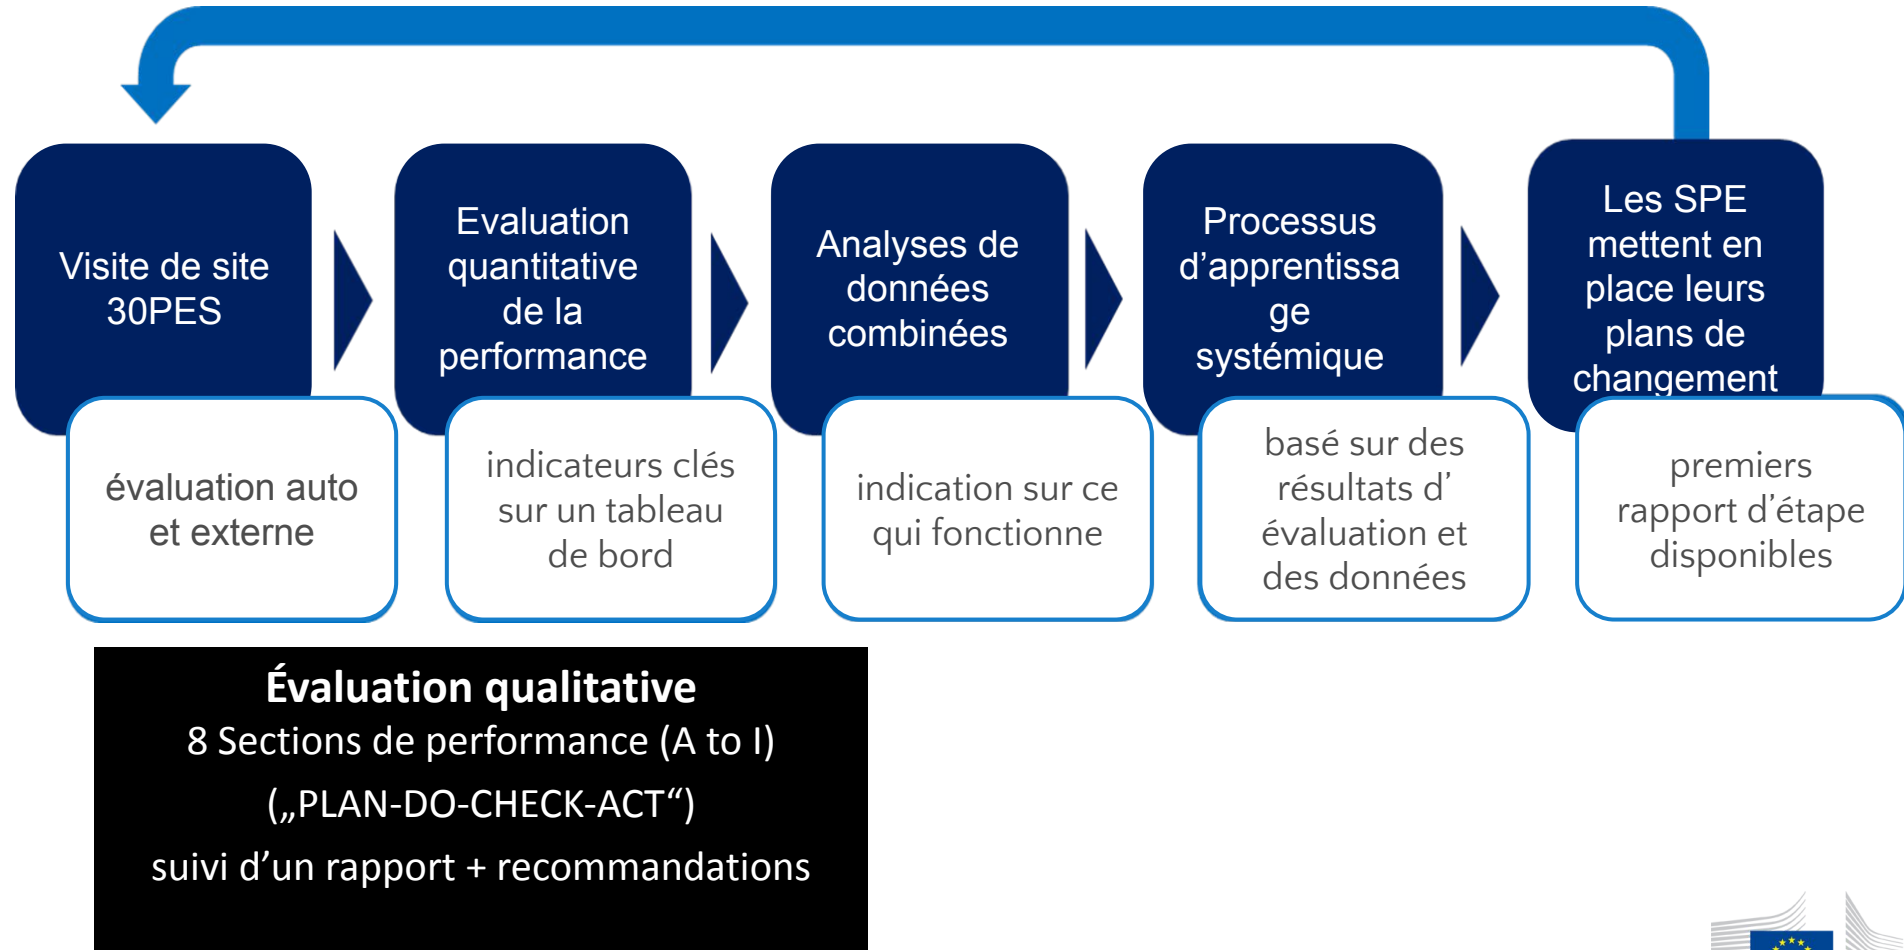 Visite de site
30PES
Evaluation
quantitative
de la
performance
Analyses de
données
combinées
Processus
d’apprentissa
ge
systémique
Les SPE
mettent en
place leurs
plans de
changement
évaluation auto
et externe
indicateurs clés
sur un tableau
de bord
indication sur ce
qui fonctionne
basé sur des
résultats d’
évaluation et
des données
premiers
rapport d’étape
disponibles
Évaluation qualitative
8 Sections de performance (A to I)
(„PLAN-DO-CHECK-ACT“)
suivi d’un rapport + recommandations